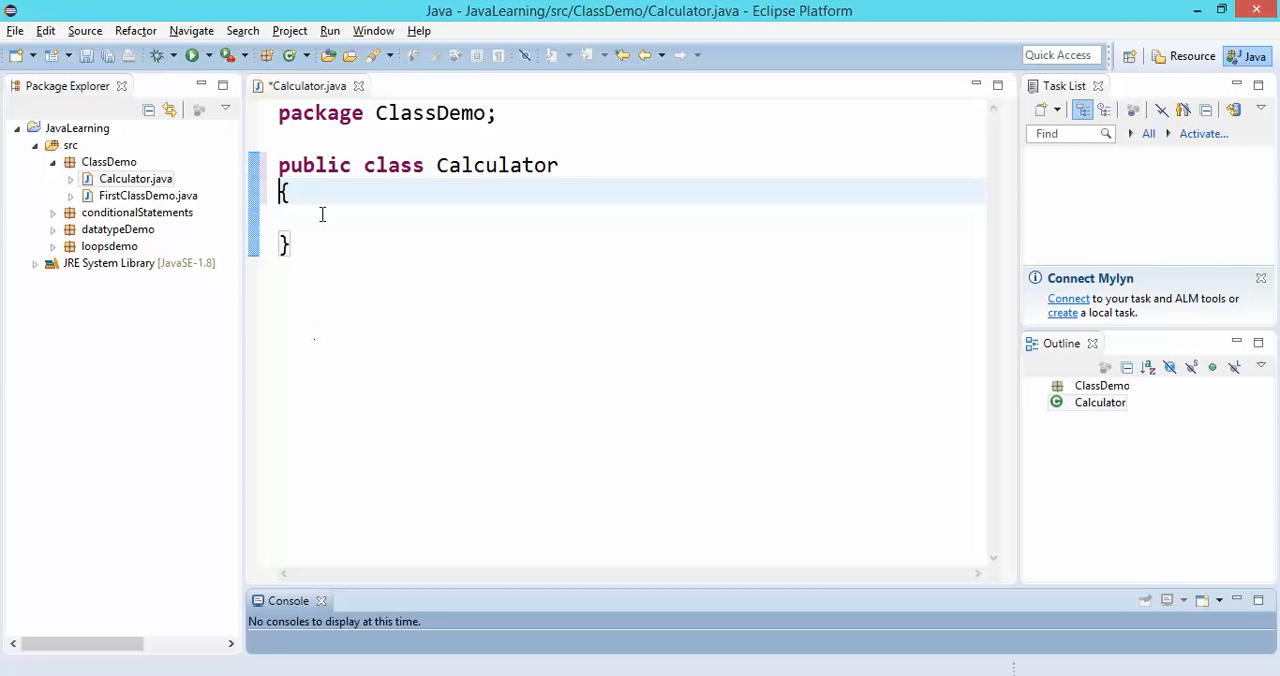 Java - JavaLearning/src/ClassDemo/Calculator.java - Eclipse Platform
File Edit Source Refactor Navigate Search Project Run Window Help
Quick Access
Resource
Java
Package Explorer
JavaLearning
src
ClassDemo
Calculator.java
FirstClassDemo.java
conditionalStatements
datatypeDemo
loopsdemo
JRE System Library [JavaSE-1.8]
*Calculator.java
package ClassDemo;
public class Calculator
{
}
Task List
Find
All
Activate...
Connect Mylyn
Connect to your task and ALM tools or
create a local task.
Outline
ClassDemo
Calculator
Console
No consoles to display at this time.